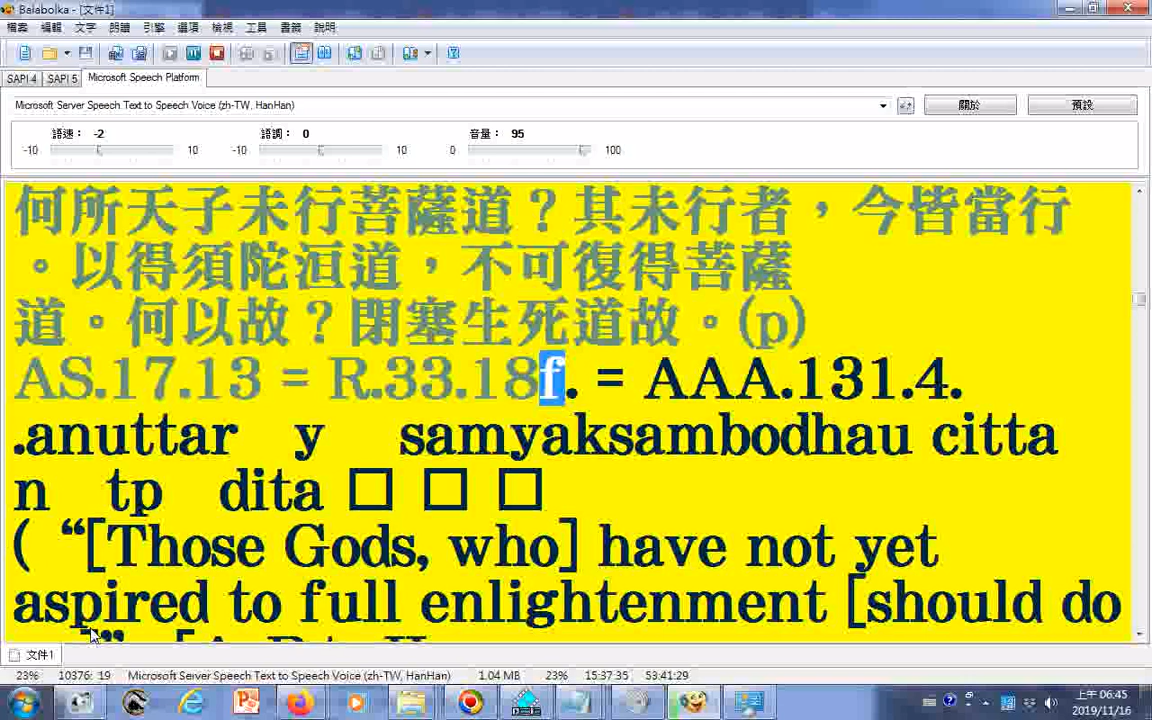 Balabolka - [文件1]
檔案 編輯 文字 朗讀 引擎 選項 檢視 工具 書籤 說明
SAPI 4 SAPI 5 Microsoft Speech Platform
Microsoft Server Speech Text to Speech Voice (zh-TW, HanHan) 關於 預設
語速： -2 語調： 0 音量： 95
-10 10 -10 10 0 100
何所天子未行菩薩道？其未行者，今皆當行
。以得須陀洹道，不可復得菩薩
道。何以故？閉塞生死道故。(p)
AS.17.13 = R.33.18f. = AAA.131.4.
.anuttar y samyaksambodhau citta
n tp dita □ □ □
( “[Those Gods, who] have not yet
aspired to full enlightenment [should do
文件1
23% 10376: 19 Microsoft Server Speech Text to Speech Voice (zh-TW, HanHan) 1.04 MB 23% 15:37:35 53:41:29
上午 06:45
2019/11/16